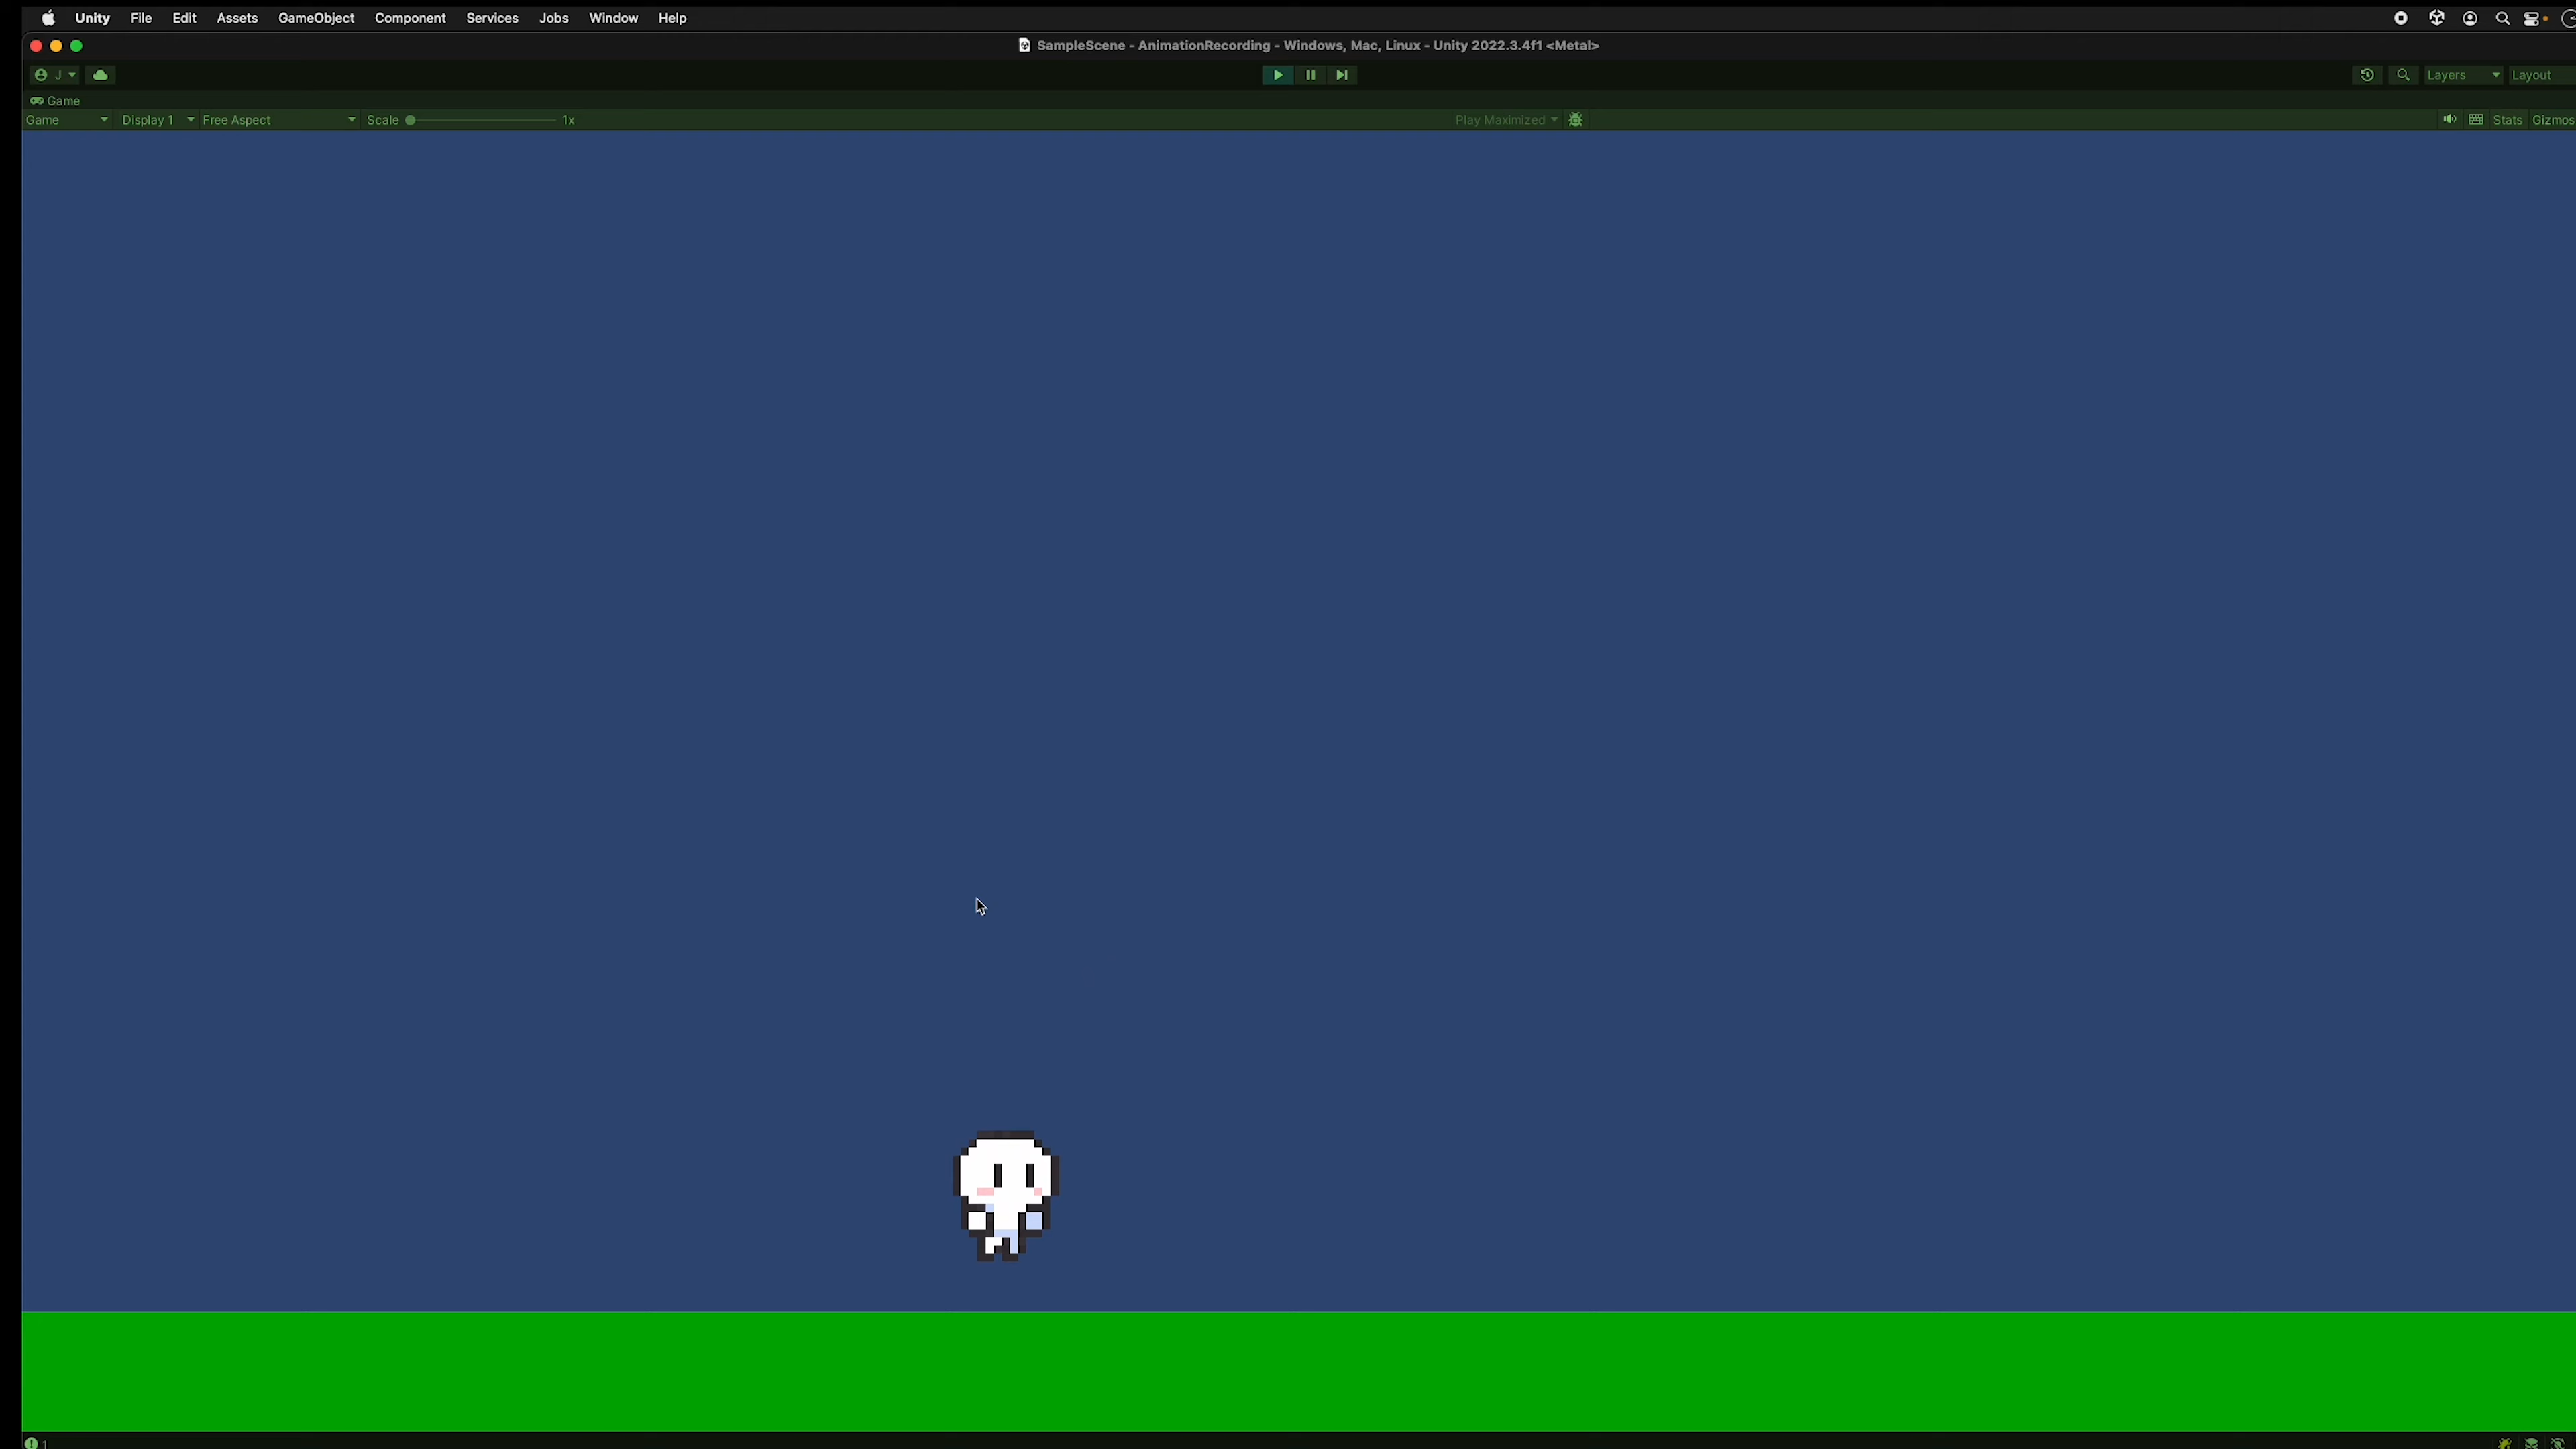 Unity File Edit Assets GameObject Component Services Jobs Window Help
SampleScene - AnimationRecording - Windows, Mac, Linux - Unity 2022.3.4f1 <Metal>
J Layers Layout
Game
Game Display 1 Free Aspect Scale 1x Play Maximized Stats Gizmos
1